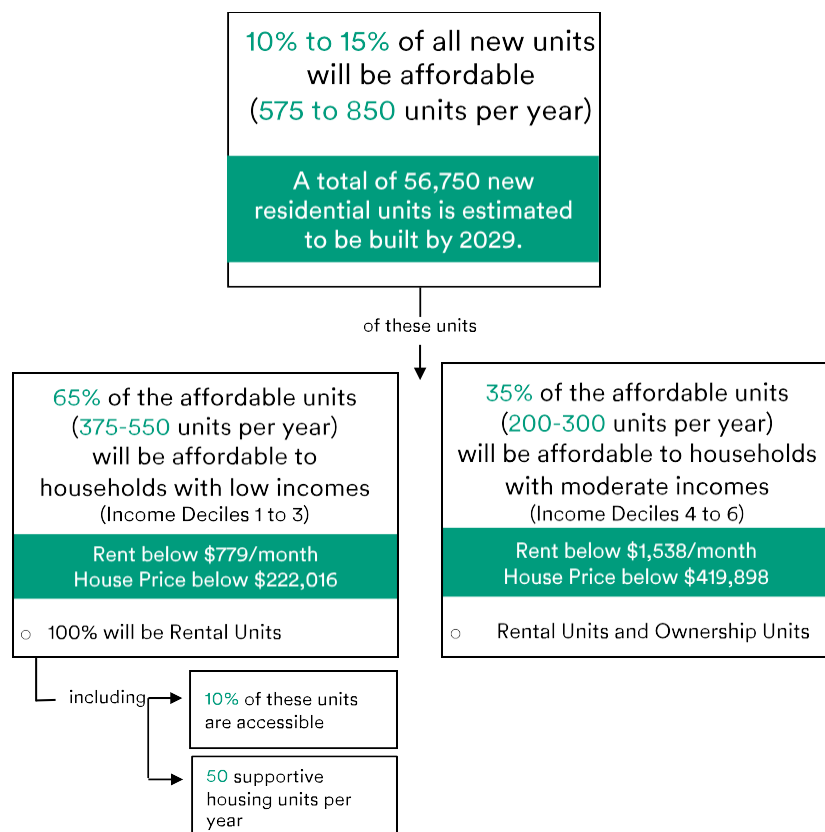 10% to 15% of all new units
will be affordable
(575 to 850 units per year)
A total of 56,750 new
residential units is estimated
to be built by 2029.
of these units
65% of the affordable units
(375-550 units per year)
will be affordable to
households with low incomes
(Income Deciles 1 to 3)
Rent below $779/month
House Price below $222,016
○ 100% will be Rental Units
35% of the affordable units
(200-300 units per year)
will be affordable to households
with moderate incomes
(Income Deciles 4 to 6)
Rent below $1,538/month
House Price below $419,898
○ Rental Units and Ownership Units
including
10% of these units
are accessible
50 supportive
housing units per
year